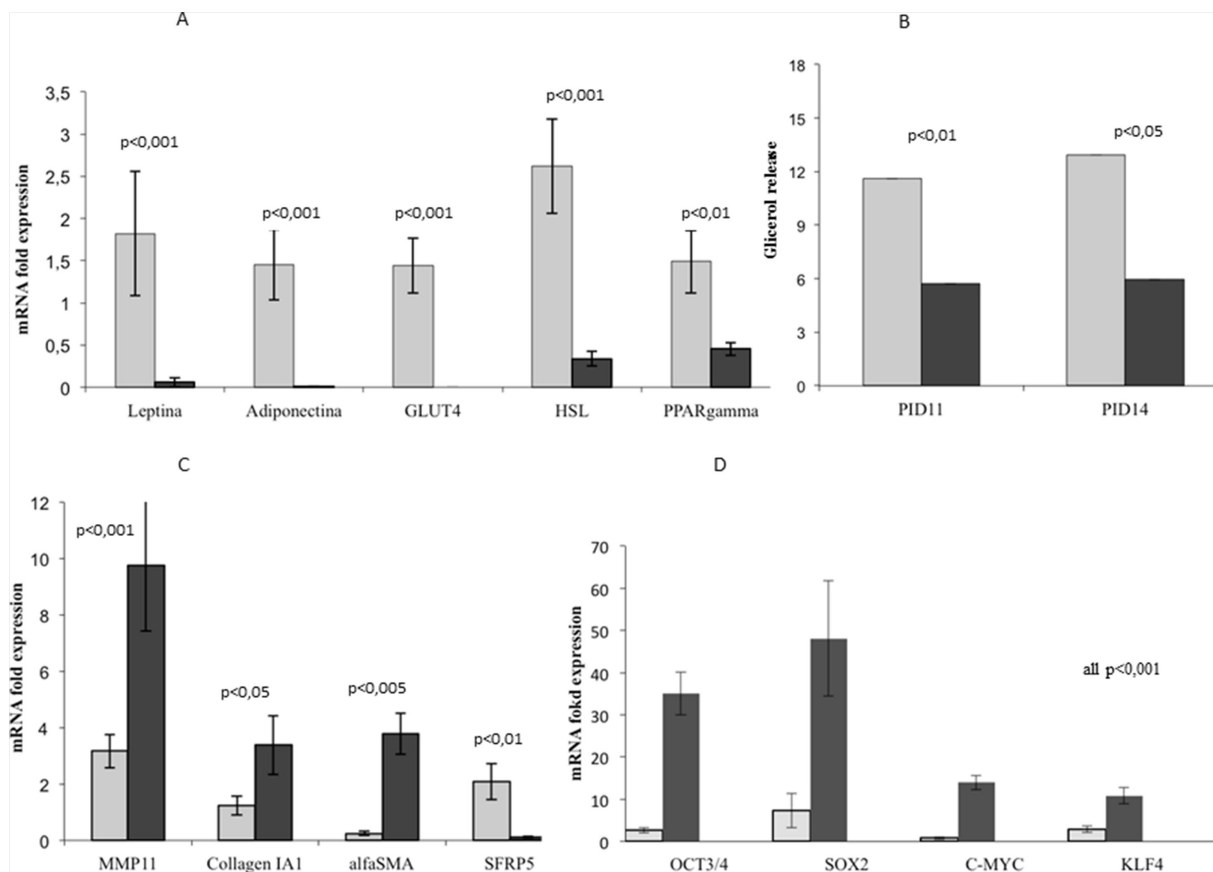 A
mRNA fold expression
3,5
3
2,5
2
1,5
1
0,5
0
p<0,001
p<0,001
p<0,001
p<0,001
p<0,01
Leptina Adiponectina GLUT4 HSL PPARgamma
B
Glicerol release
18
15
12
9
6
3
0
p<0,01
p<0,05
PID11 PID14
C
mRNA fold expression
12
10
8
6
4
2
0
p<0,001
p<0,05
p<0,005
p<0,01
MMP11 Collagen IA1 alfaSMA SFRP5
D
mRNA fokd expression
70
60
50
40
30
20
10
0
all p<0,001
OCT3/4 SOX2 C-MYC KLF4